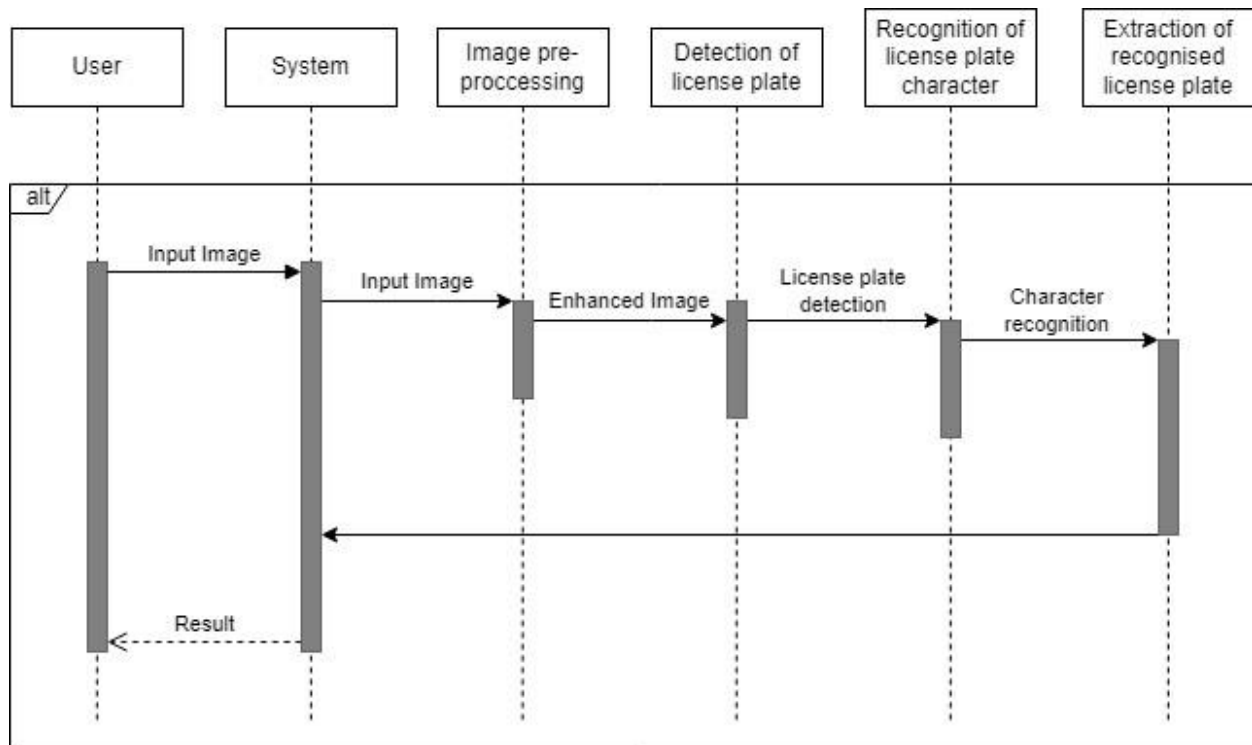 User
System
Image pre-
proccessing
Detection of
license plate
Recognition of
license plate
character
Extraction of
recognised
license plate
alt
Input Image
Input Image
Enhanced Image
License plate
detection
Character
recognition
Result